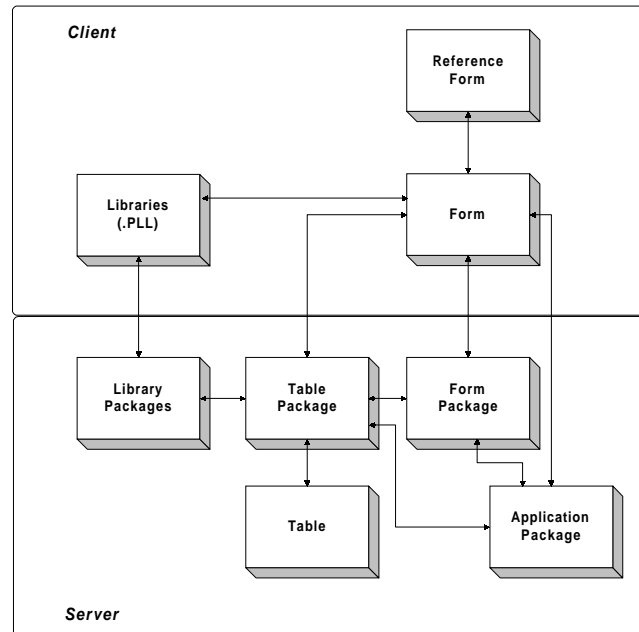 Client
Reference
Form
Libraries
(.PLL)
Form
Library
Packages
Table
Package
Form
Package
Table
Application
Package
Server